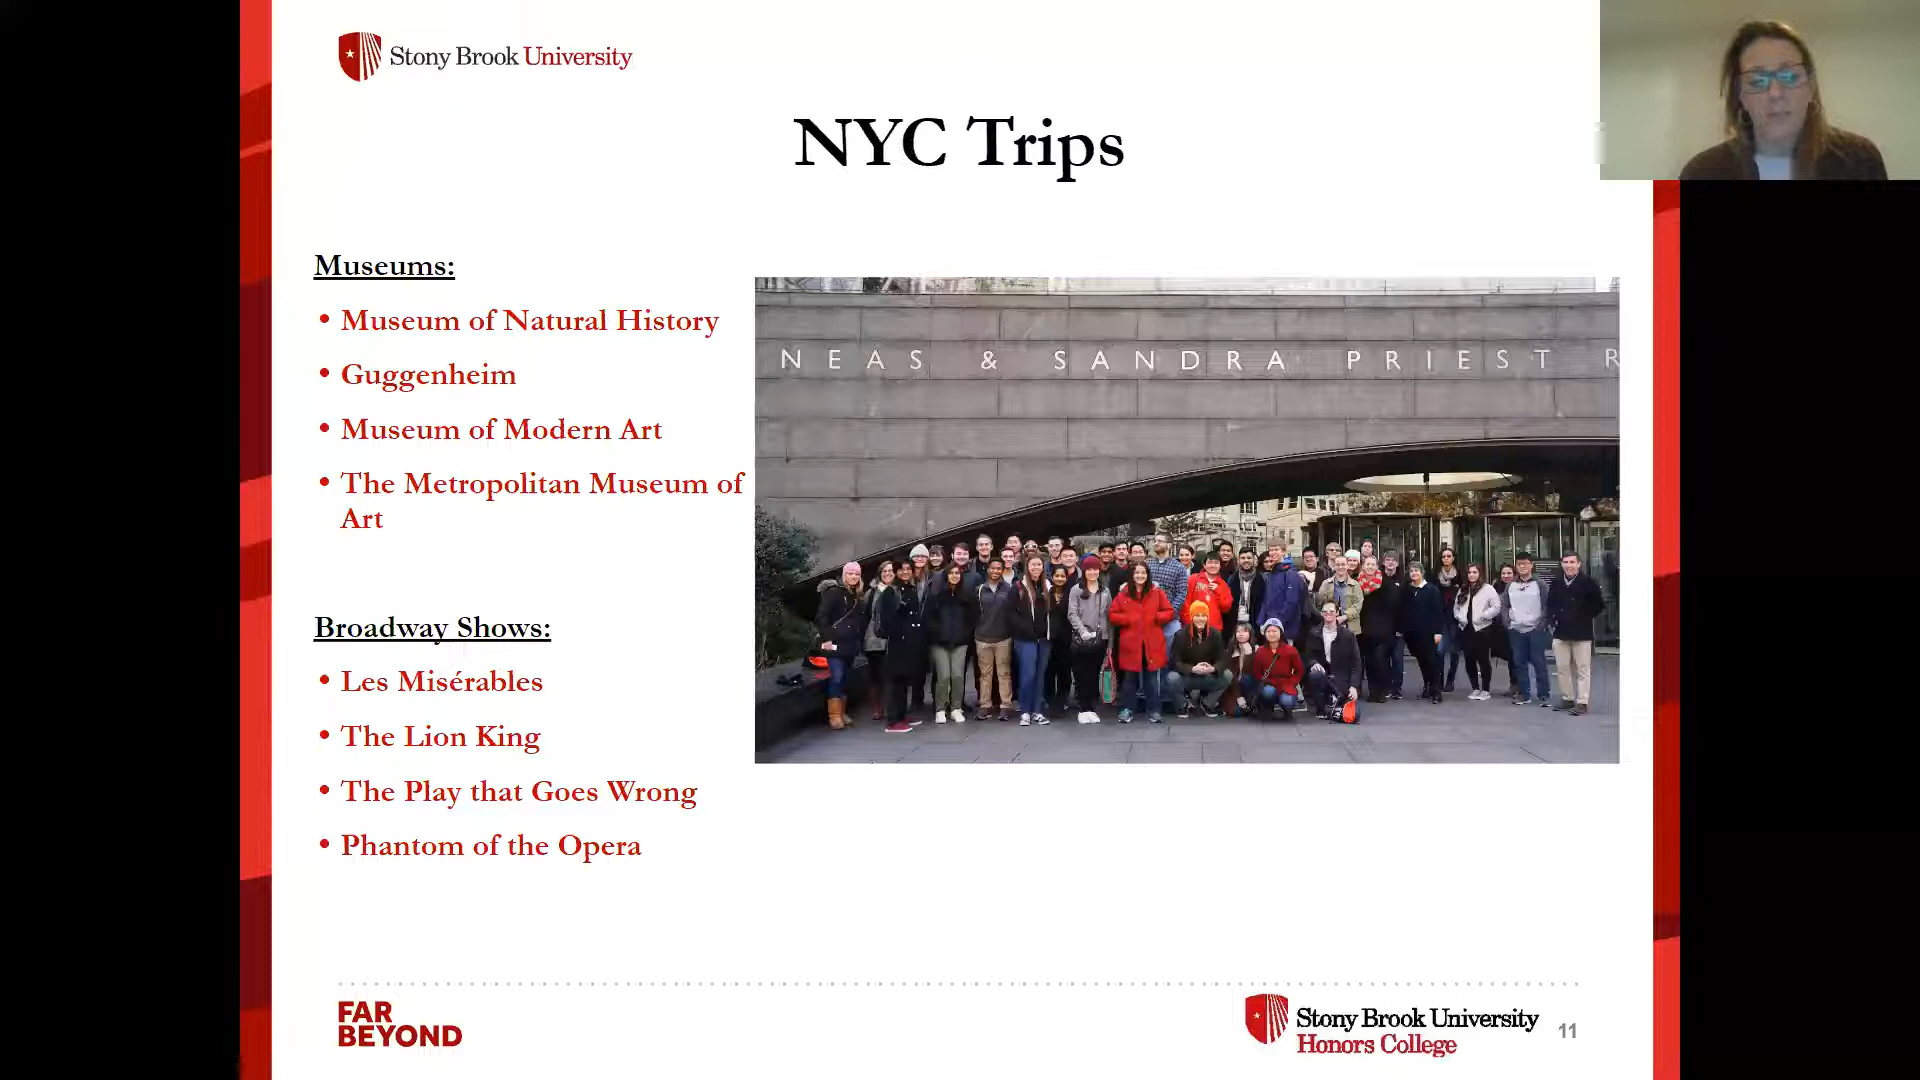 Stony Brook University
NYC Trips
Museums:
• Museum of Natural History
• Guggenheim
• Museum of Modern Art
• The Metropolitan Museum of
Art
Broadway Shows:
• Les Misérables
• The Lion King
• The Play that Goes Wrong
• Phantom of the Opera
NEAS & SANDRA PRIEST R
FAR
BEYOND
Stony Brook University
Honors College
11